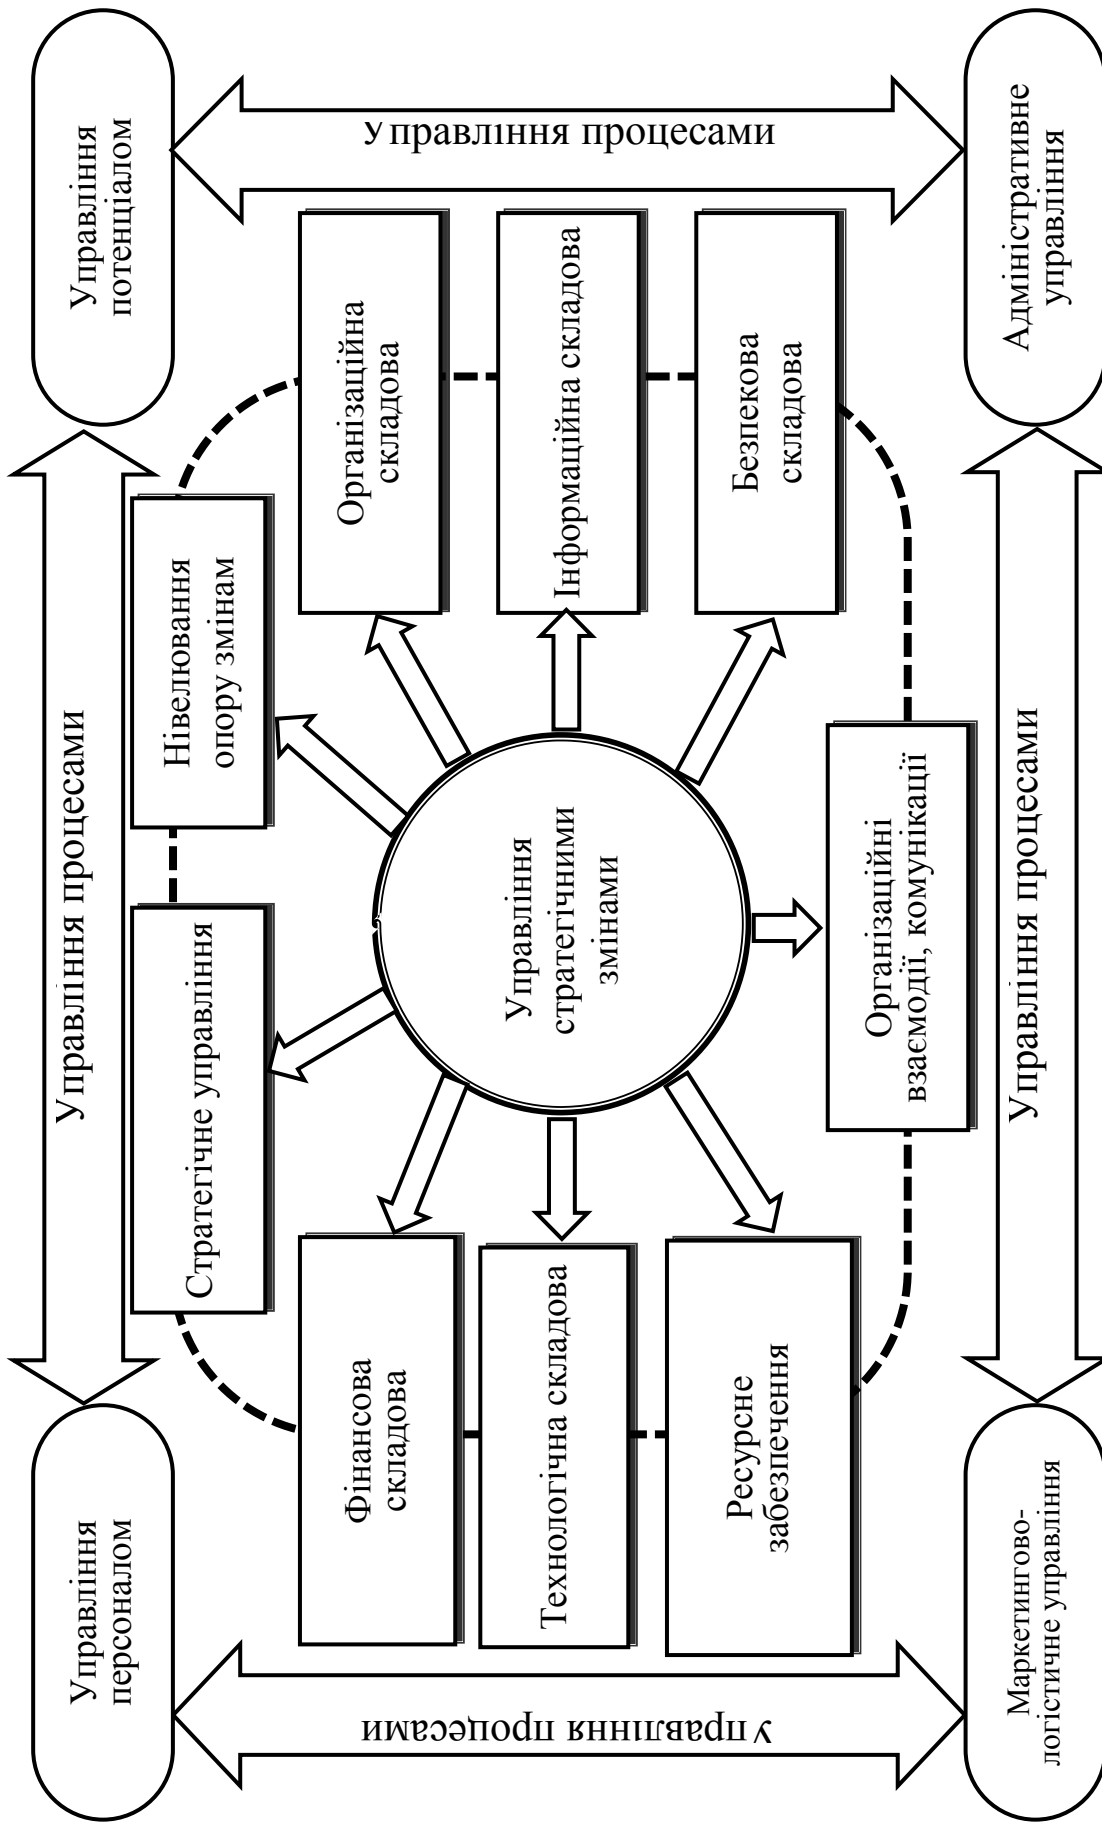 Управління
персоналом
Управління процесами
Управління
потенціалом
Стратегічне управління
Нівелювання
опору змінам
Фінансова
складова
Організаційна
складова
Управління процесами
Технологічна складова
Управління
стратегічними
змінами
Інформаційна складова
Управління процесами
Ресурсне
забезпечення
Безпекова
складова
Організаційні
взаємодії, комунікації
Маркетингово-
логістичне управління
Управління процесами
Адміністративне
управління